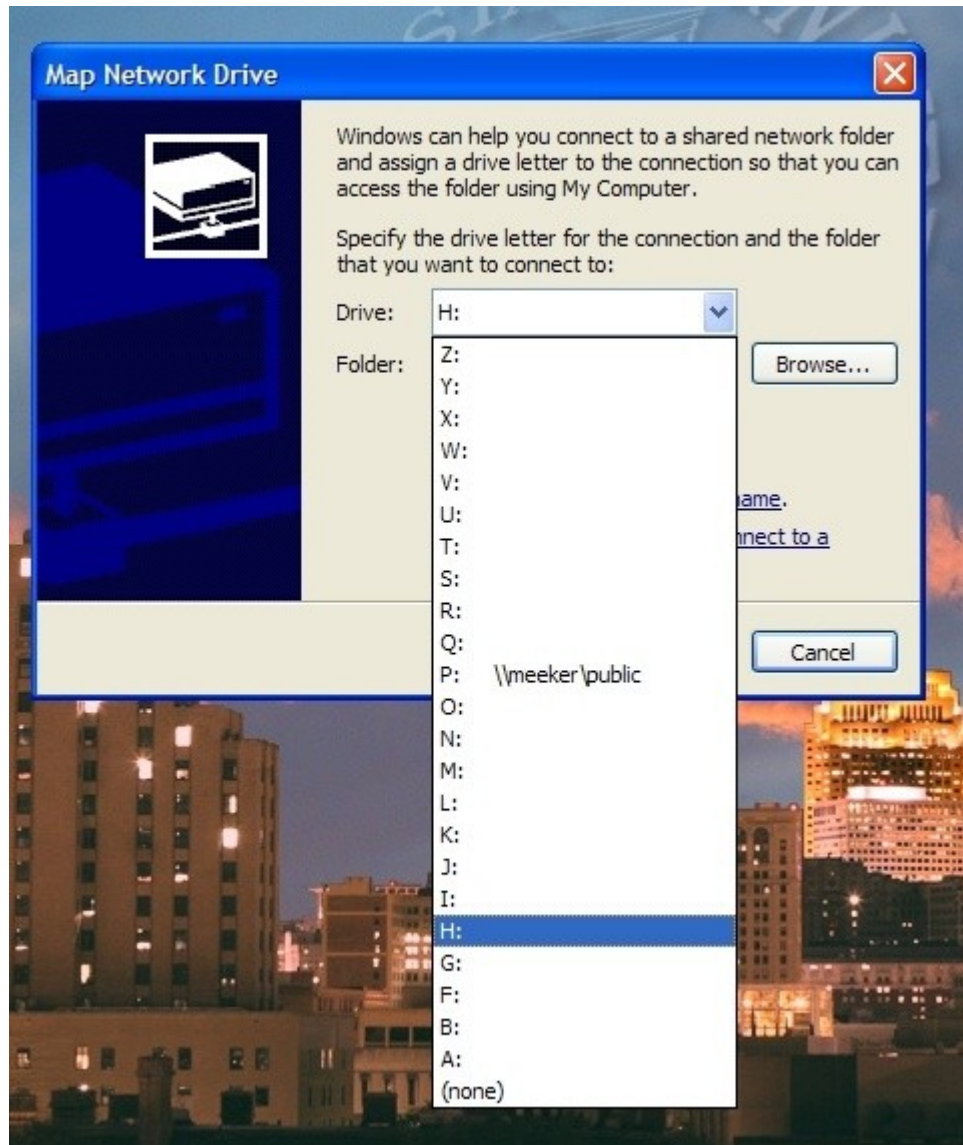 Map Network Drive
Windows can help you connect to a shared network folder
and assign a drive letter to the connection so that you can
access the folder using My Computer.
Specify the drive letter for the connection and the folder
that you want to connect to:
Drive: H:
Folder: Browse...
Z:
Y:
X:
W:
V:
U:
T:
S:
R:
Q:
P: \\meeker\public
O:
N:
M:
L:
K:
J:
I:
H:
G:
F:
B:
A:
(none)
connect to a
Cancel